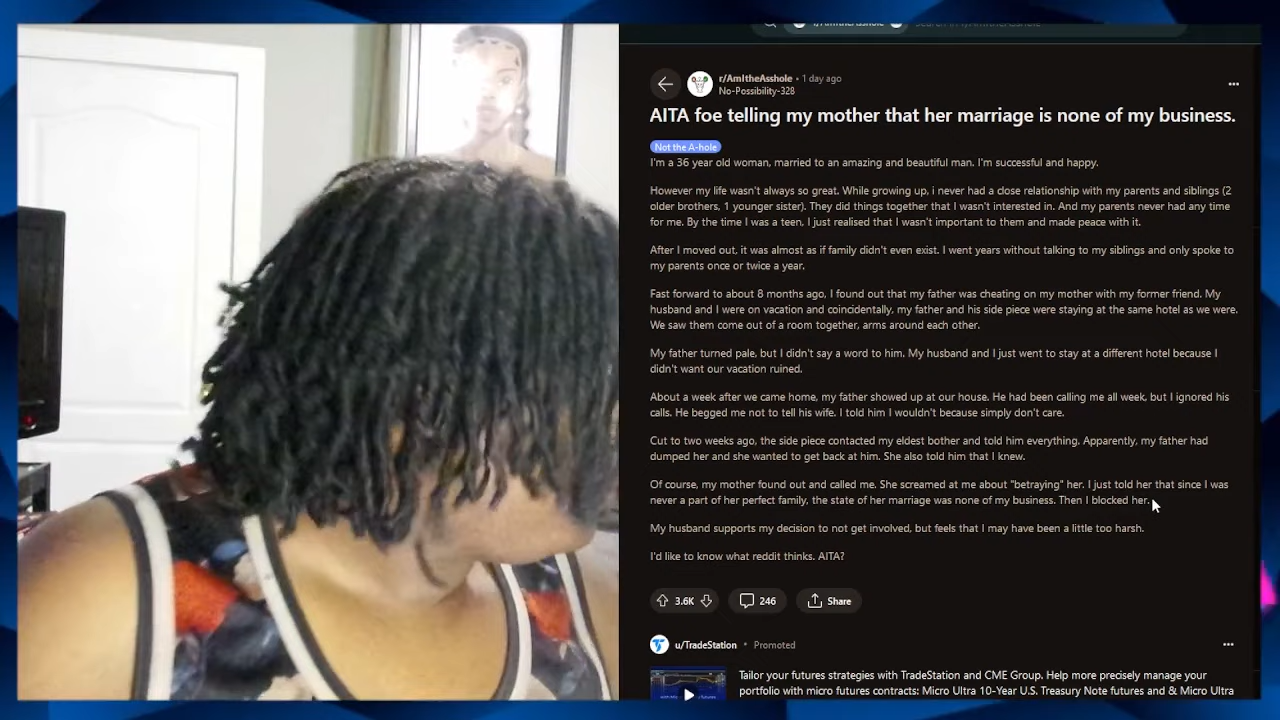 r/AmItheAsshole • 1 day ago
No-Possibility-328
AITA foe telling my mother that her marriage is none of my business.
Not the A-hole
I'm a 36 year old woman, married to an amazing and beautiful man. I'm successful and happy.
However my life wasn't always so great. While growing up, i never had a close relationship with my parents and siblings (2
older brothers, 1 younger sister). They did things together that I wasn't interested in. And my parents never had any time
for me. By the time I was a teen, I just realised that I wasn't important to them and made peace with it.
After I moved out, it was almost as if family didn't even exist. I went years without talking to my siblings and only spoke to
my parents once or twice a year.
Fast forward to about 8 months ago, I found out that my father was cheating on my mother with my former friend. My
husband and I were on vacation and coincidentally, my father and his side piece were staying at the same hotel as we were.
We saw them come out of a room together, arms around each other.
My father turned pale, but I didn't say a word to him. My husband and I just went to stay at a different hotel because I
didn't want our vacation ruined.
About a week after we came home, my father showed up at our house. He had been calling me all week, but I ignored his
calls. He begged me not to tell his wife. I told him I wouldn't because simply don't care.
Cut to two weeks ago, the side piece contacted my eldest bother and told him everything. Apparently, my father had
dumped her and she wanted to get back at him. She also told him that I knew.
Of course, my mother found out and called me. She screamed at me about "betraying" her. I just told her that since I was
never a part of her perfect family, the state of her marriage was none of my business. Then I blocked her.
My husband supports my decision to not get involved, but feels that I may have been a little too harsh.
I'd like to know what reddit thinks. AITA?
3.6K 246 Share
u/TradeStation • Promoted
Tailor your futures strategies with TradeStation and CME Group. Help more precisely manage your
portfolio with micro futures contracts: Micro Ultra 10-Year U.S. Treasury Note futures and & Micro Ultra